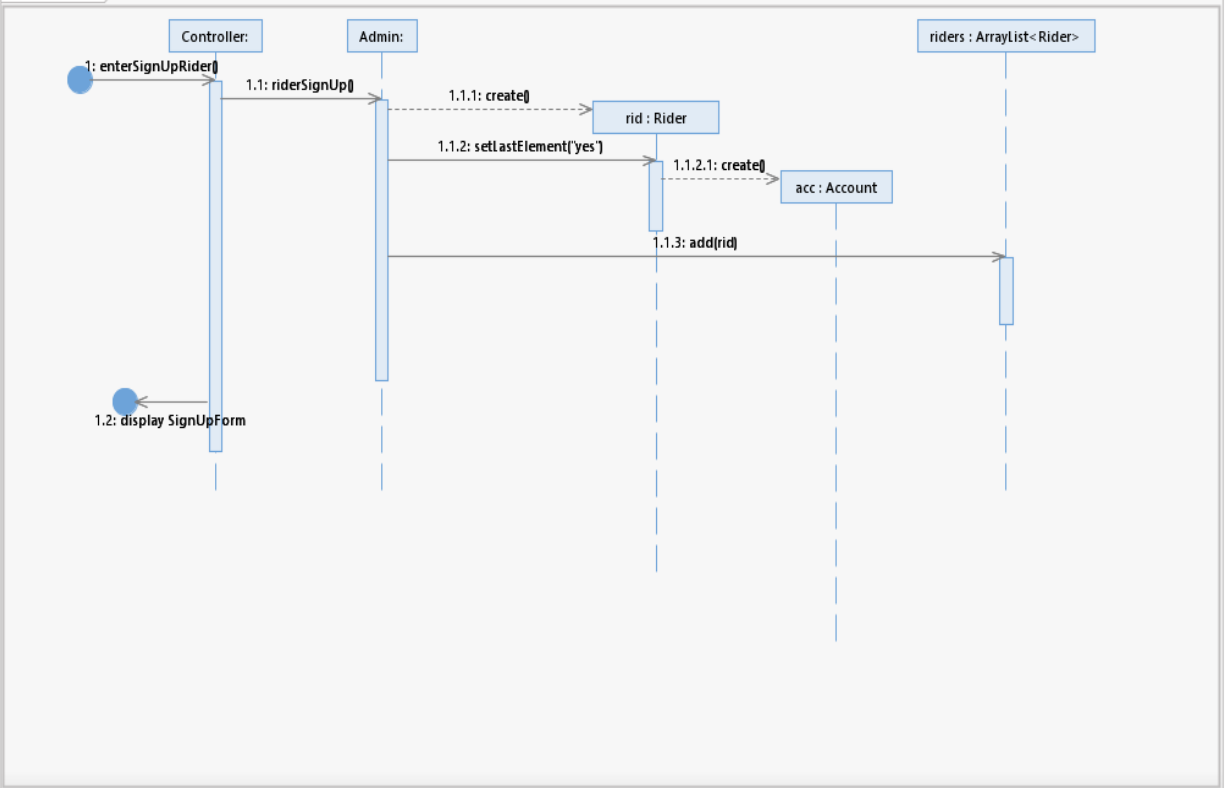 Controller:
Admin:
riders : ArrayList<Rider>
1: enterSignUpRider()
1.1: riderSignUp()
1.1.1: create()
rid : Rider
1.1.2: setLastElement("yes")
1.1.2.1: create()
acc : Account
1.1.3: add(rid)
1.2: display SignUpForm